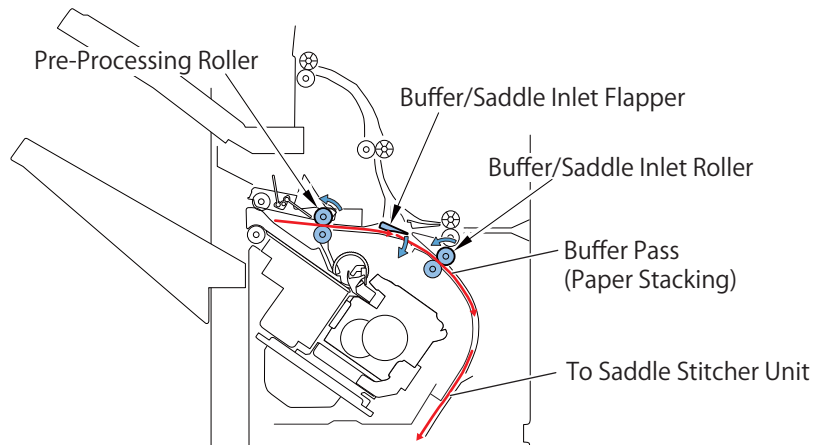 Pre-Processing Roller
Buffer/Saddle Inlet Flapper
Buffer/Saddle Inlet Roller
Buffer Pass
(Paper Stacking)
To Saddle Stitcher Unit